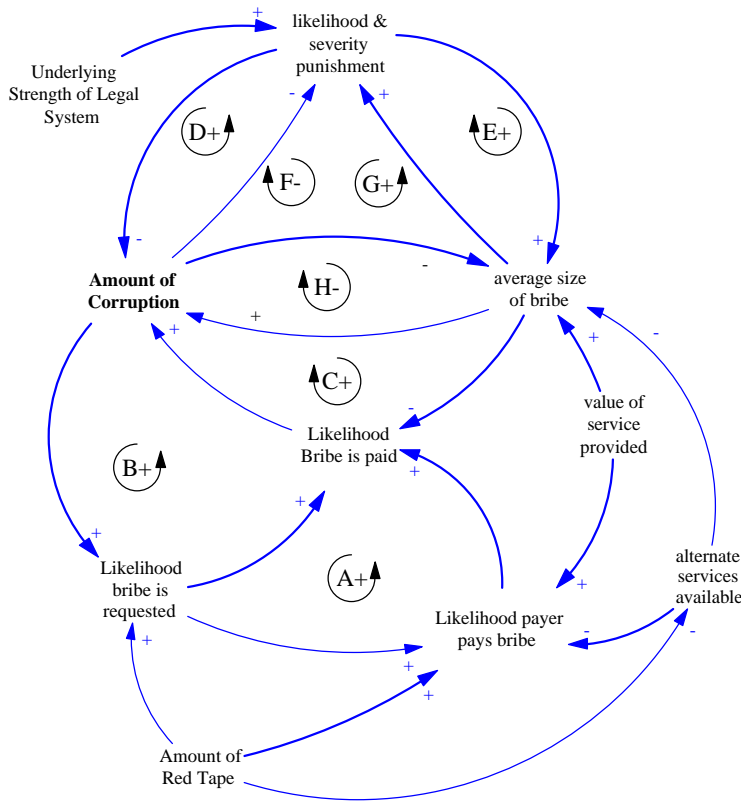 +
likelihood &
severity
punishment
Underlying
Strength of Legal
System
-
+
D+
E+
F-
G+
-
+
Amount of
Corruption
-
average size
of bribe
H-
+
+
+
-
C+
value of
service
provided
-
Likelihood
Bribe is paid
+
B+
+
+
Likelihood
bribe is
requested
A+
+
alternate
services
available
Likelihood payer
pays bribe
-
-
+
+
+
Amount of
Red Tape